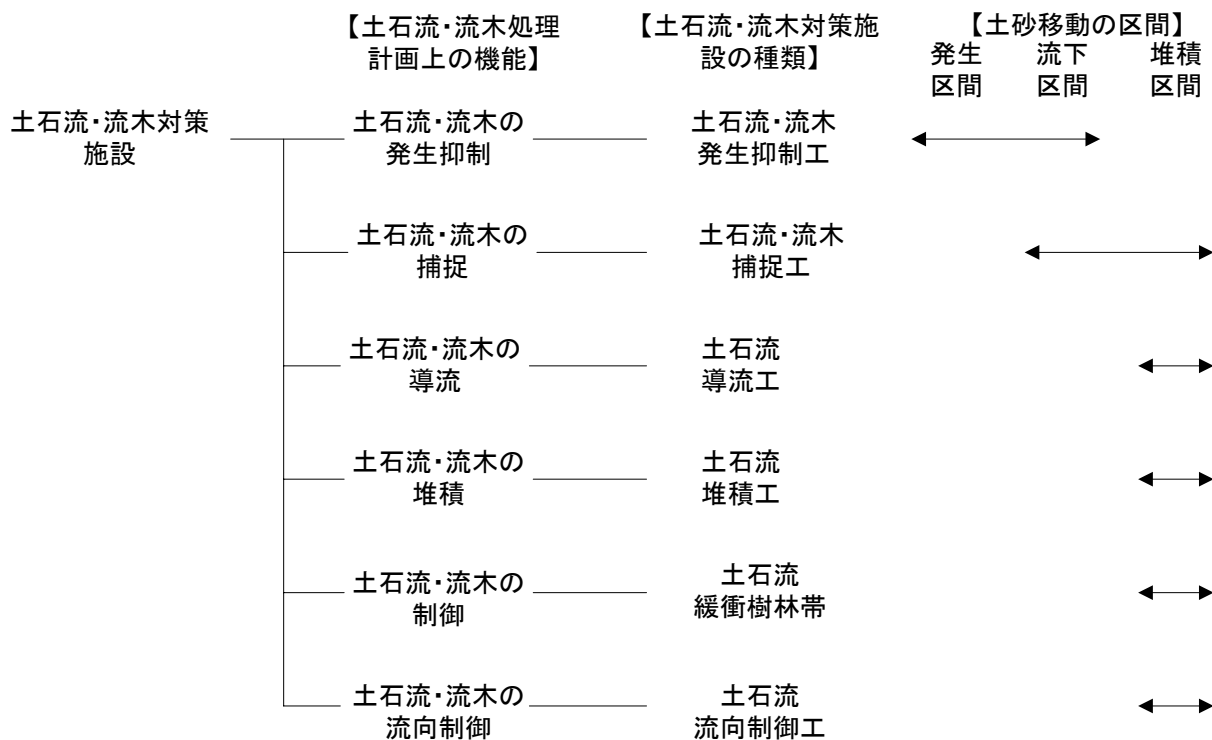 【土石流・流木処理
計画上の機能】
【土石流・流木対策施
設の種類】
【土砂移動の区間】
発生
区間
流下
区間
堆積
区間
土石流・流木対策
施設
土石流・流木の
発生抑制
土石流・流木
発生抑制工
土石流・流木の
捕捉
土石流・流木
捕捉工
土石流・流木の
導流
土石流
導流工
土石流・流木の
堆積
土石流
堆積工
土石流・流木の
制御
土石流
緩衝樹林帯
土石流・流木の
流向制御
土石流
流向制御工